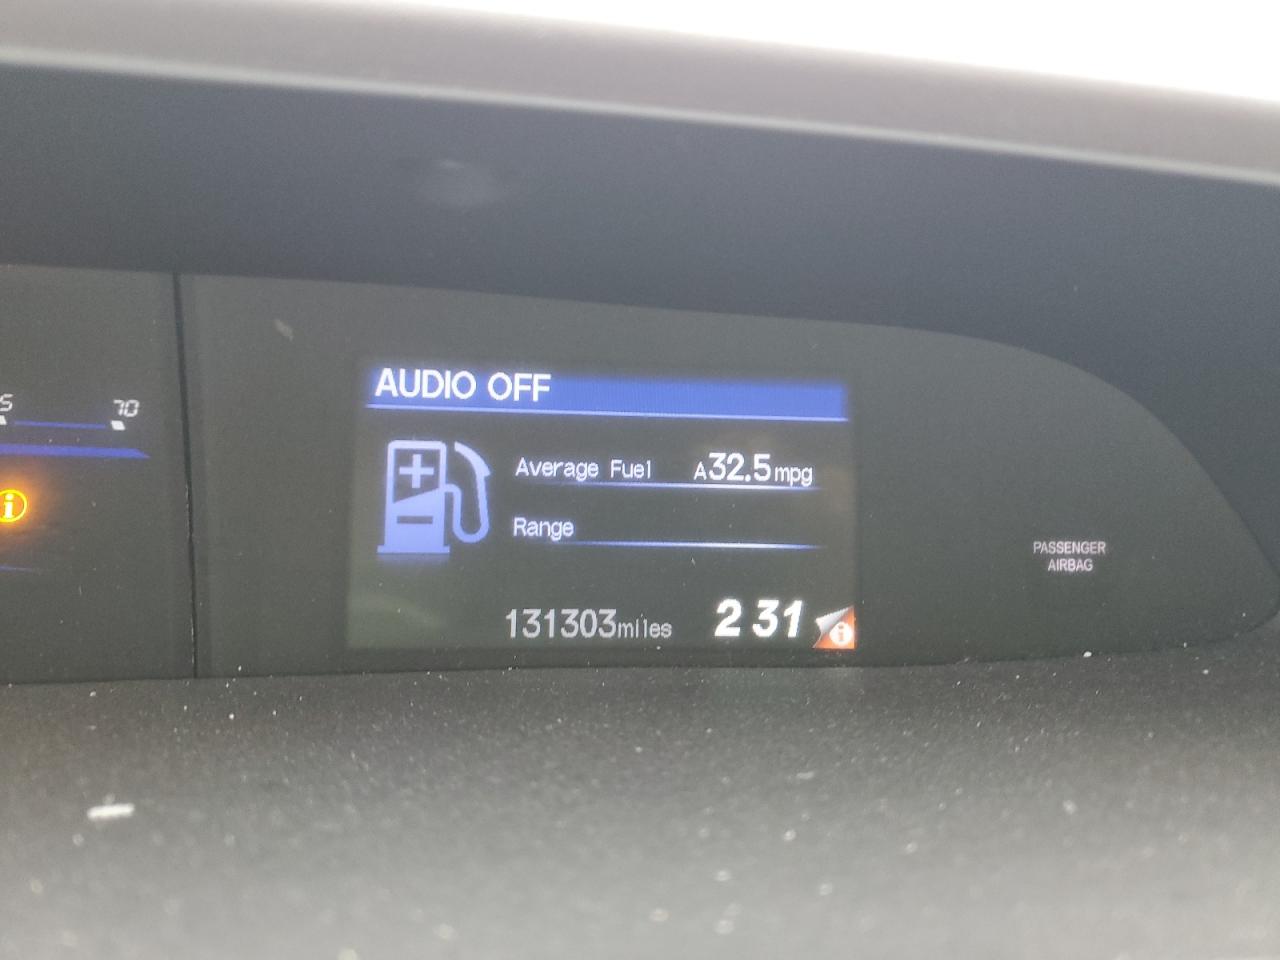 AUDIO OFF
70
Average Fuel A32.5mpg
Range
131303miles 2 31
PASSENGER
AIRBAG